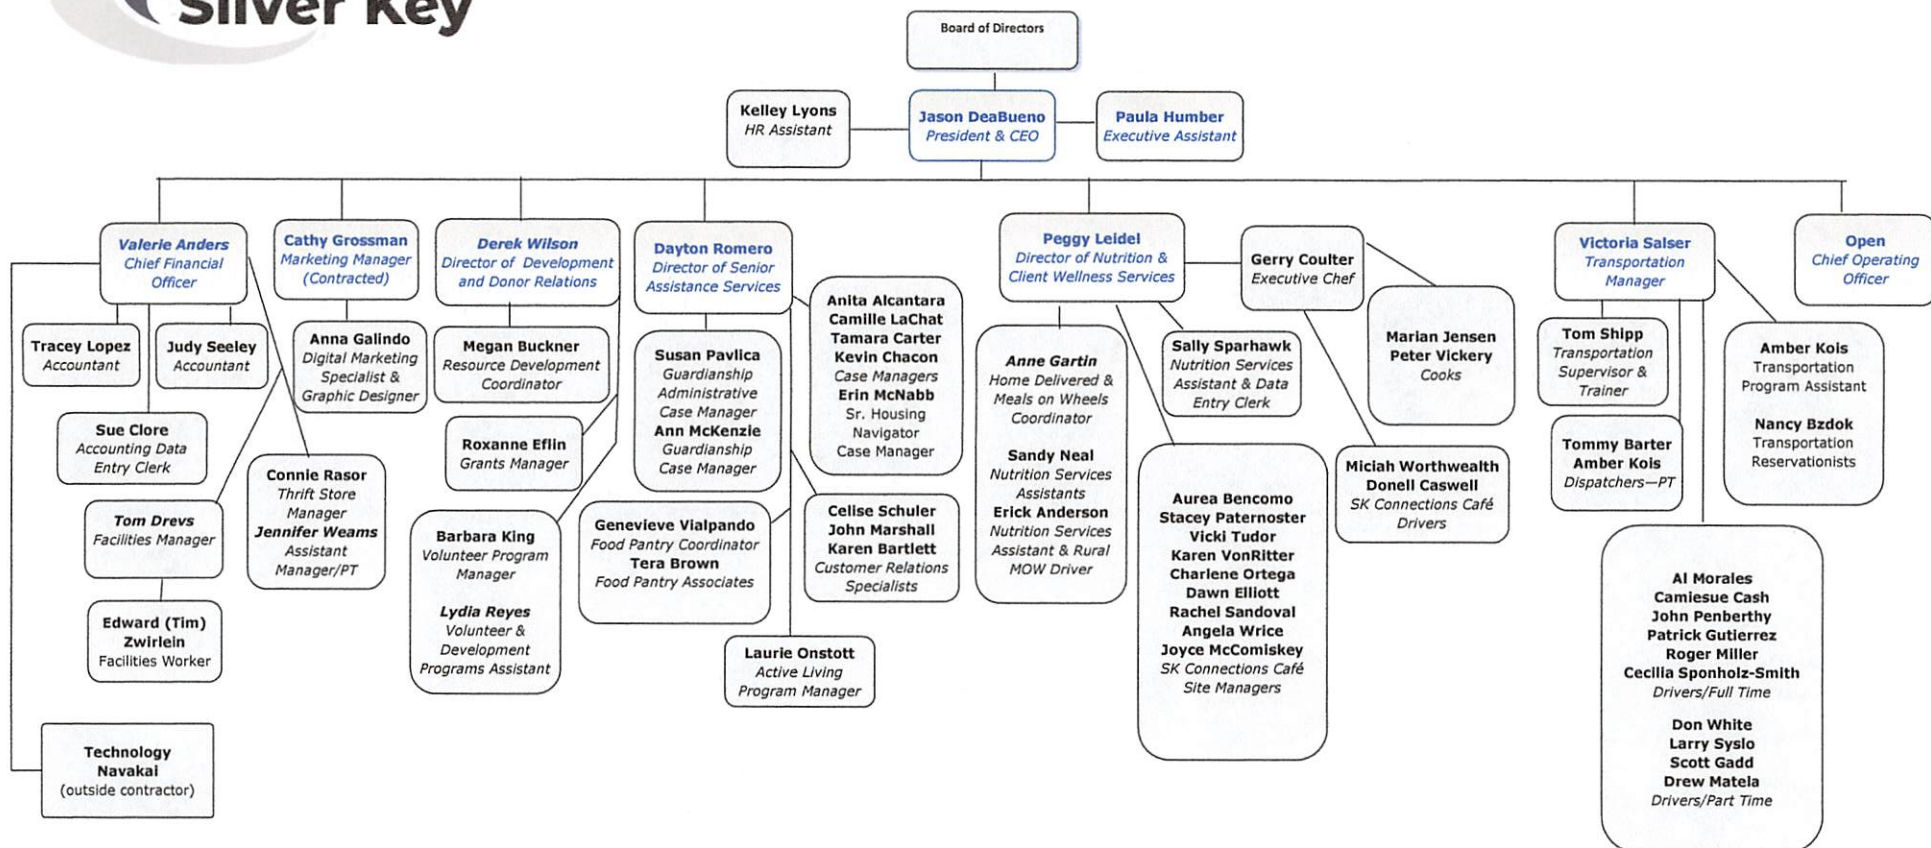 Silver Key
Board of Directors
Kelley Lyons
HR Assistant
Jason DeaBueno
President & CEO
Paula Humber
Executive Assistant
Valerie Anders
Chief Financial
Officer
Cathy Grossman
Marketing Manager
(Contracted)
Derek Wilson
Director of Development
and Donor Relations
Dayton Romero
Director of Senior
Assistance Services
Peggy Leidel
Director of Nutrition &
Client Wellness Services
Gerry Coulter
Executive Chef
Victoria Salser
Transportation
Manager
Open
Chief Operating
Officer
Tracey Lopez
Accountant
Judy Seeley
Accountant
Sue Clore
Accounting Data
Entry Clerk
Connie Rasor
Thrift Store
Manager
Jennifer Weams
Assistant
Manager/PT
Tom Drevs
Facilities Manager
Edward (Tim)
Zwirlein
Facilities Worker
Technology
Navakai
(outside contractor)
Anna Galindo
Digital Marketing
Specialist &
Graphic Designer
Megan Buckner
Resource Development
Coordinator
Roxanne Eflin
Grants Manager
Barbara King
Volunteer Program
Manager
Lydia Reyes
Volunteer &
Development
Programs Assistant
Susan Pavlica
Guardianship
Administrative
Case Manager
Ann McKenzie
Guardianship
Case Manager
Anita Alcantara
Camille LaChat
Tamara Carter
Kevin Chacon
Case Managers
Erin McNabb
Sr. Housing
Navigator
Case Manager
Genevieve Vialpando
Food Pantry Coordinator
Tera Brown
Food Pantry Associates
Celise Schuler
John Marshall
Karen Bartlett
Customer Relations
Specialists
Laurie Onstott
Active Living
Program Manager
Anne Gartin
Home Delivered &
Meals on Wheels
Coordinator
Sandy Neal
Nutrition Services
Assistants
Erick Anderson
Nutrition Services
Assistant & Rural
MOW Driver
Sally Sparhawk
Nutrition Services
Assistant & Data
Entry Clerk
Aurea Bencomo
Stacey Paternoster
Vicki Tudor
Karen VonRitter
Charlene Ortega
Dawn Elliott
Rachel Sandoval
Angela Wrice
Joyce McComiskey
SK Connections Café
Site Managers
Marian Jensen
Peter Vickery
Cooks
Miciah Worthwealth
Donell Caswell
SK Connections Café
Drivers
Tom Shipp
Transportation
Supervisor &
Trainer
Tommy Barter
Amber Kois
Dispatchers—PT
Amber Kois
Transportation
Program Assistant
Nancy Bzdok
Transportation
Reservationists
Al Morales
Camiesue Cash
John Penberthy
Patrick Gutierrez
Roger Miller
Cecilia Sponholz-Smith
Drivers/Full Time
Don White
Larry Syslo
Scott Gadd
Drew Matela
Drivers/Part Time